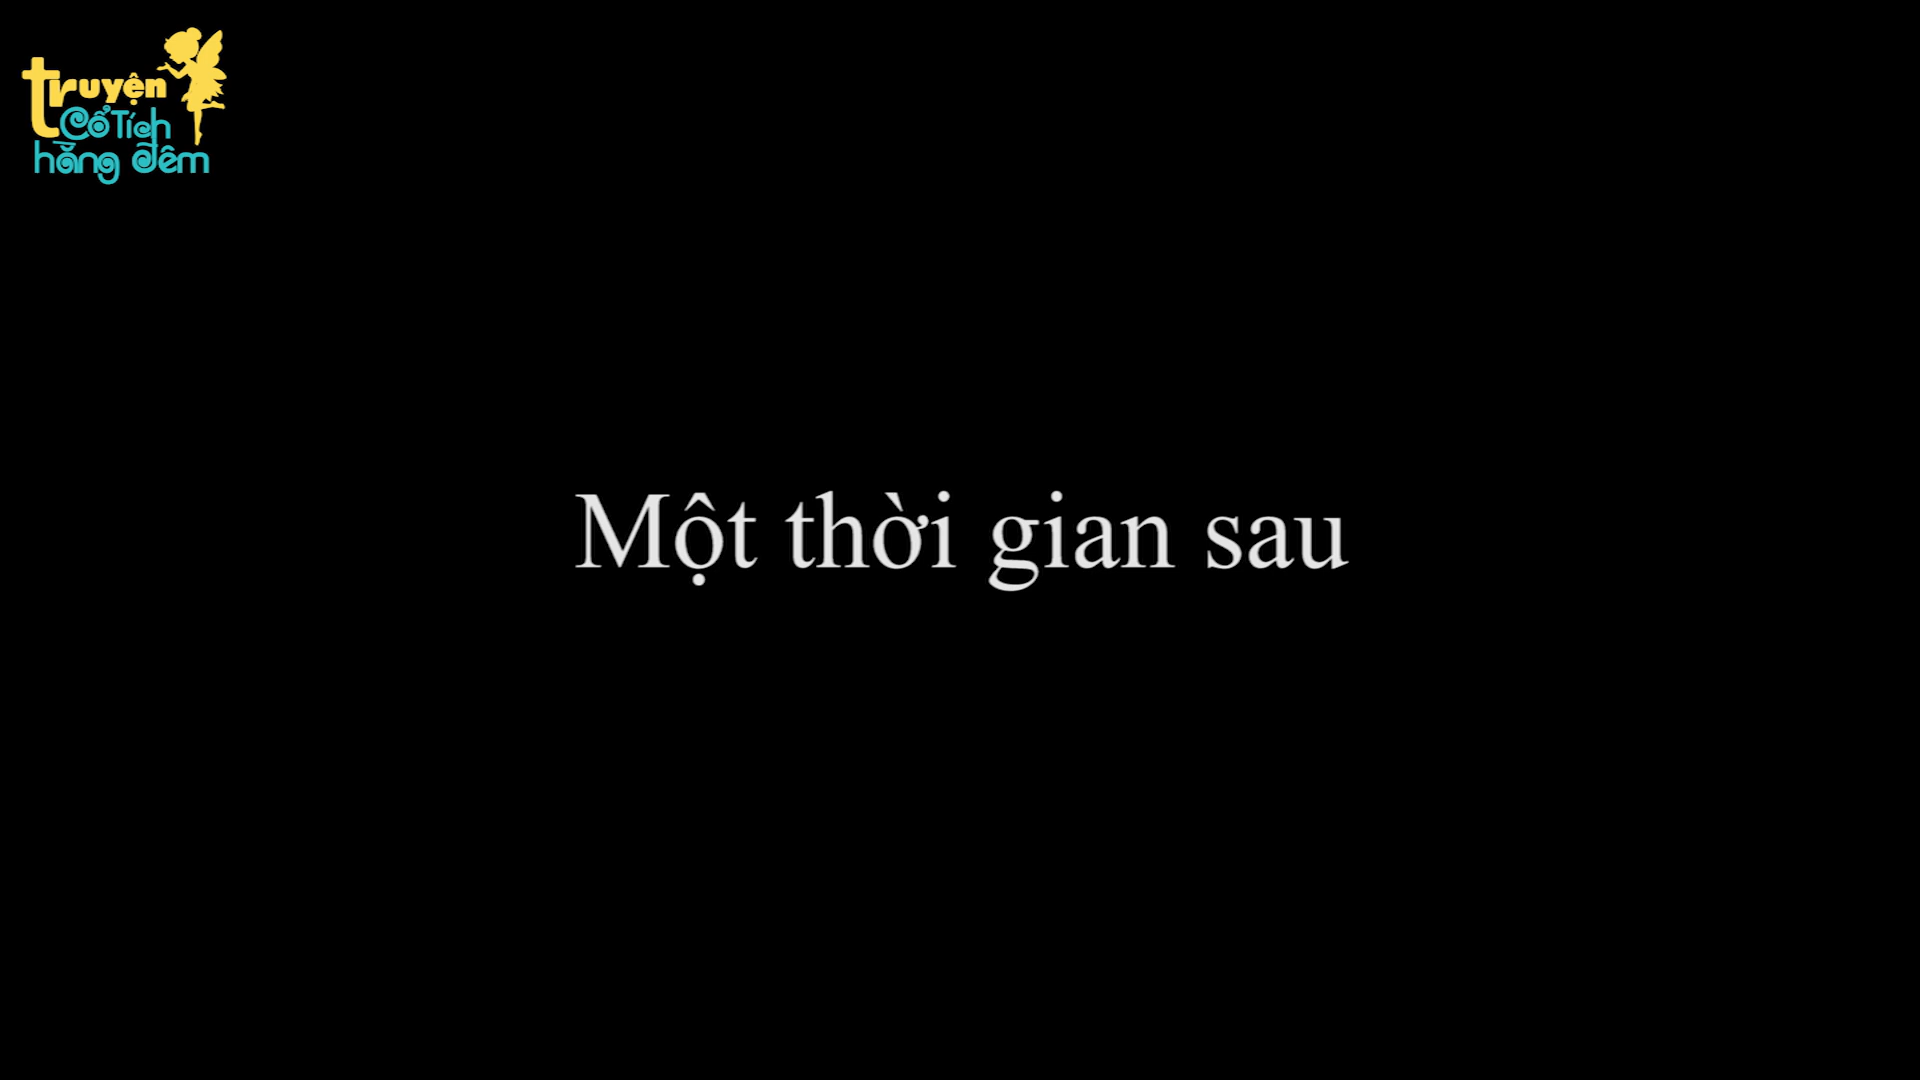 truyện
Cổ Tích
hằng đêm
Một thời gian sau